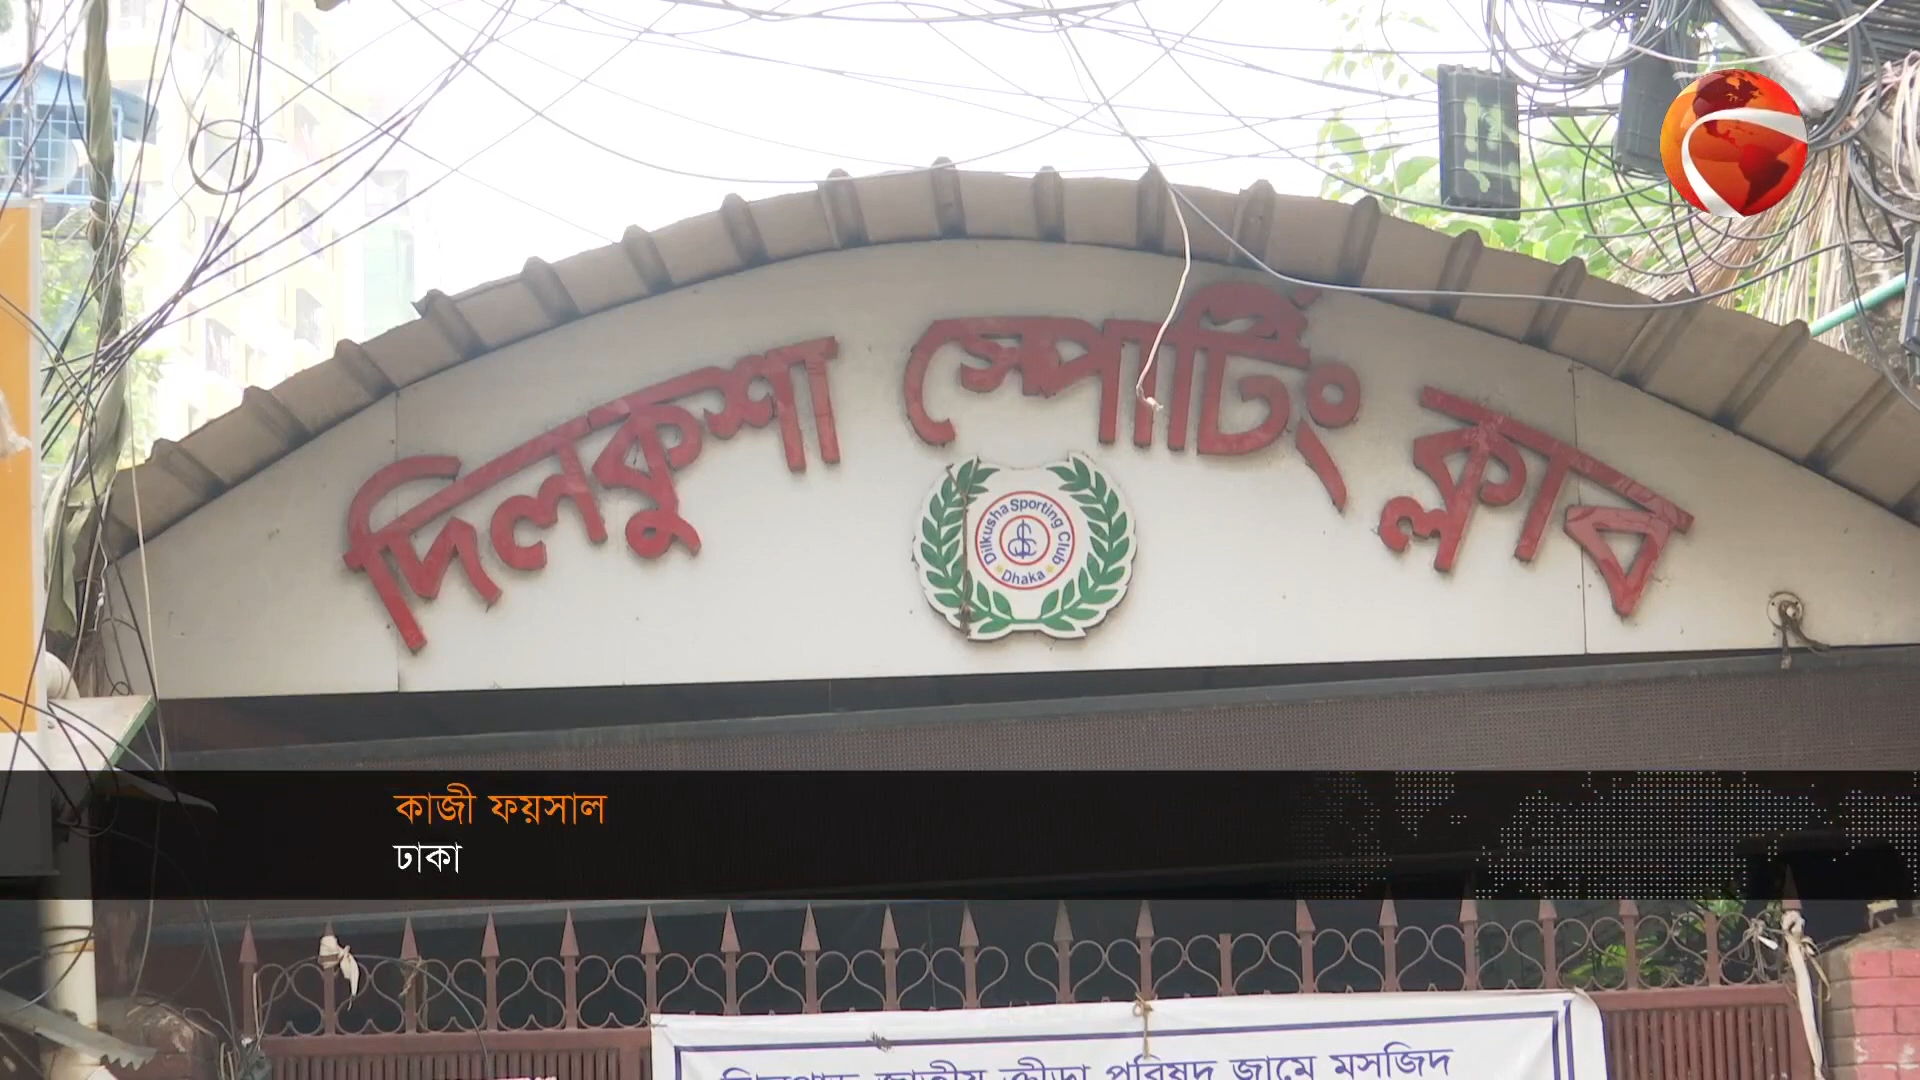 দিলকুশা স্পোর্টিং ক্লাব
Dilkusha Sporting Club
Dhaka
কাজী ফয়সাল
ঢাকা
জাতীয় ক্রীড়া পরিষদ জামে মসজিদ